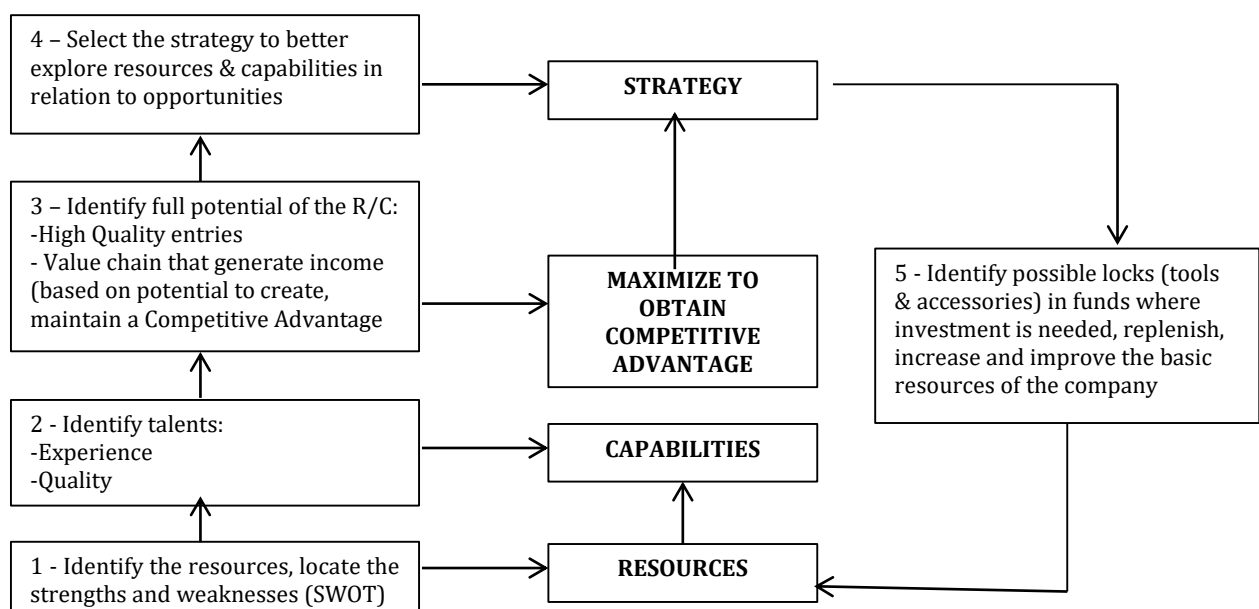 4 – Select the strategy to better
explore resources & capabilities in
relation to opportunities
STRATEGY
3 – Identify full potential of the R/C:
-High Quality entries
- Value chain that generate income
(based on potential to create,
maintain a Competitive Advantage
MAXIMIZE TO
OBTAIN
COMPETITIVE
ADVANTAGE
5 - Identify possible locks (tools
& accessories) in funds where
investment is needed, replenish,
increase and improve the basic
resources of the company
2 - Identify talents:
-Experience
-Quality
CAPABILITIES
1 - Identify the resources, locate the
strengths and weaknesses (SWOT)
RESOURCES